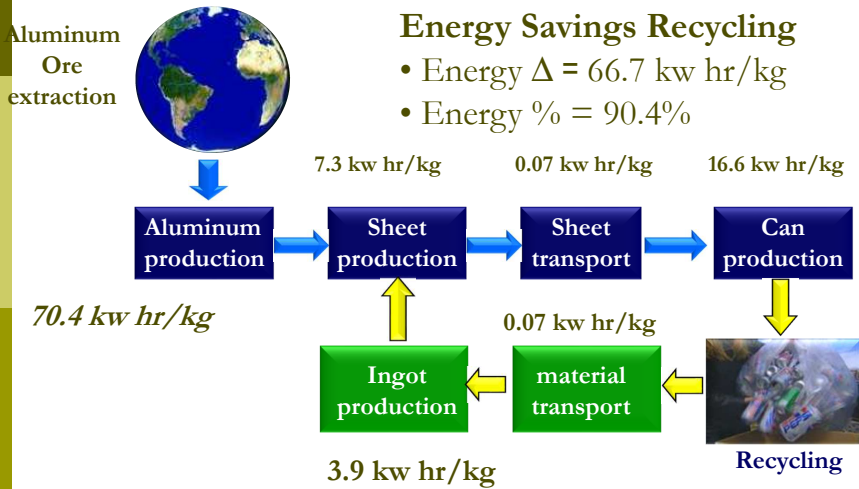 Aluminum
Ore
extraction
Energy Savings Recycling
• Energy Δ = 66.7 kw hr/kg
• Energy % = 90.4%
7.3 kw hr/kg
0.07 kw hr/kg
16.6 kw hr/kg
Aluminum
production
Sheet
production
Sheet
transport
Can
production
70.4 kw hr/kg
0.07 kw hr/kg
Ingot
production
material
transport
PEPSI
Recycling
3.9 kw hr/kg